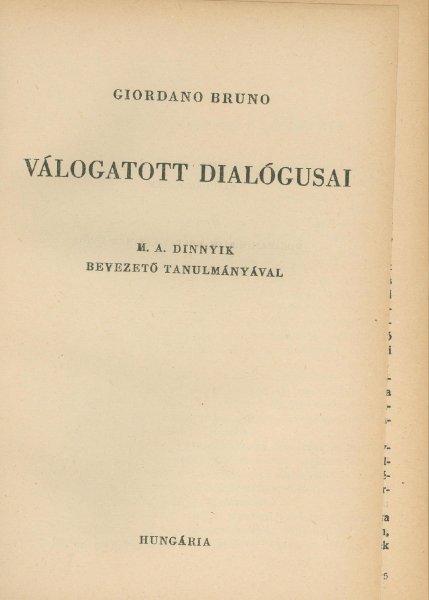 GIORDANO BRUNO
VÁLOGATOTT DIALÓGUSAI
M. A. DINNYIK
BEVEZETŐ TANULMÁNYÁVAL
HUNGÁRIA